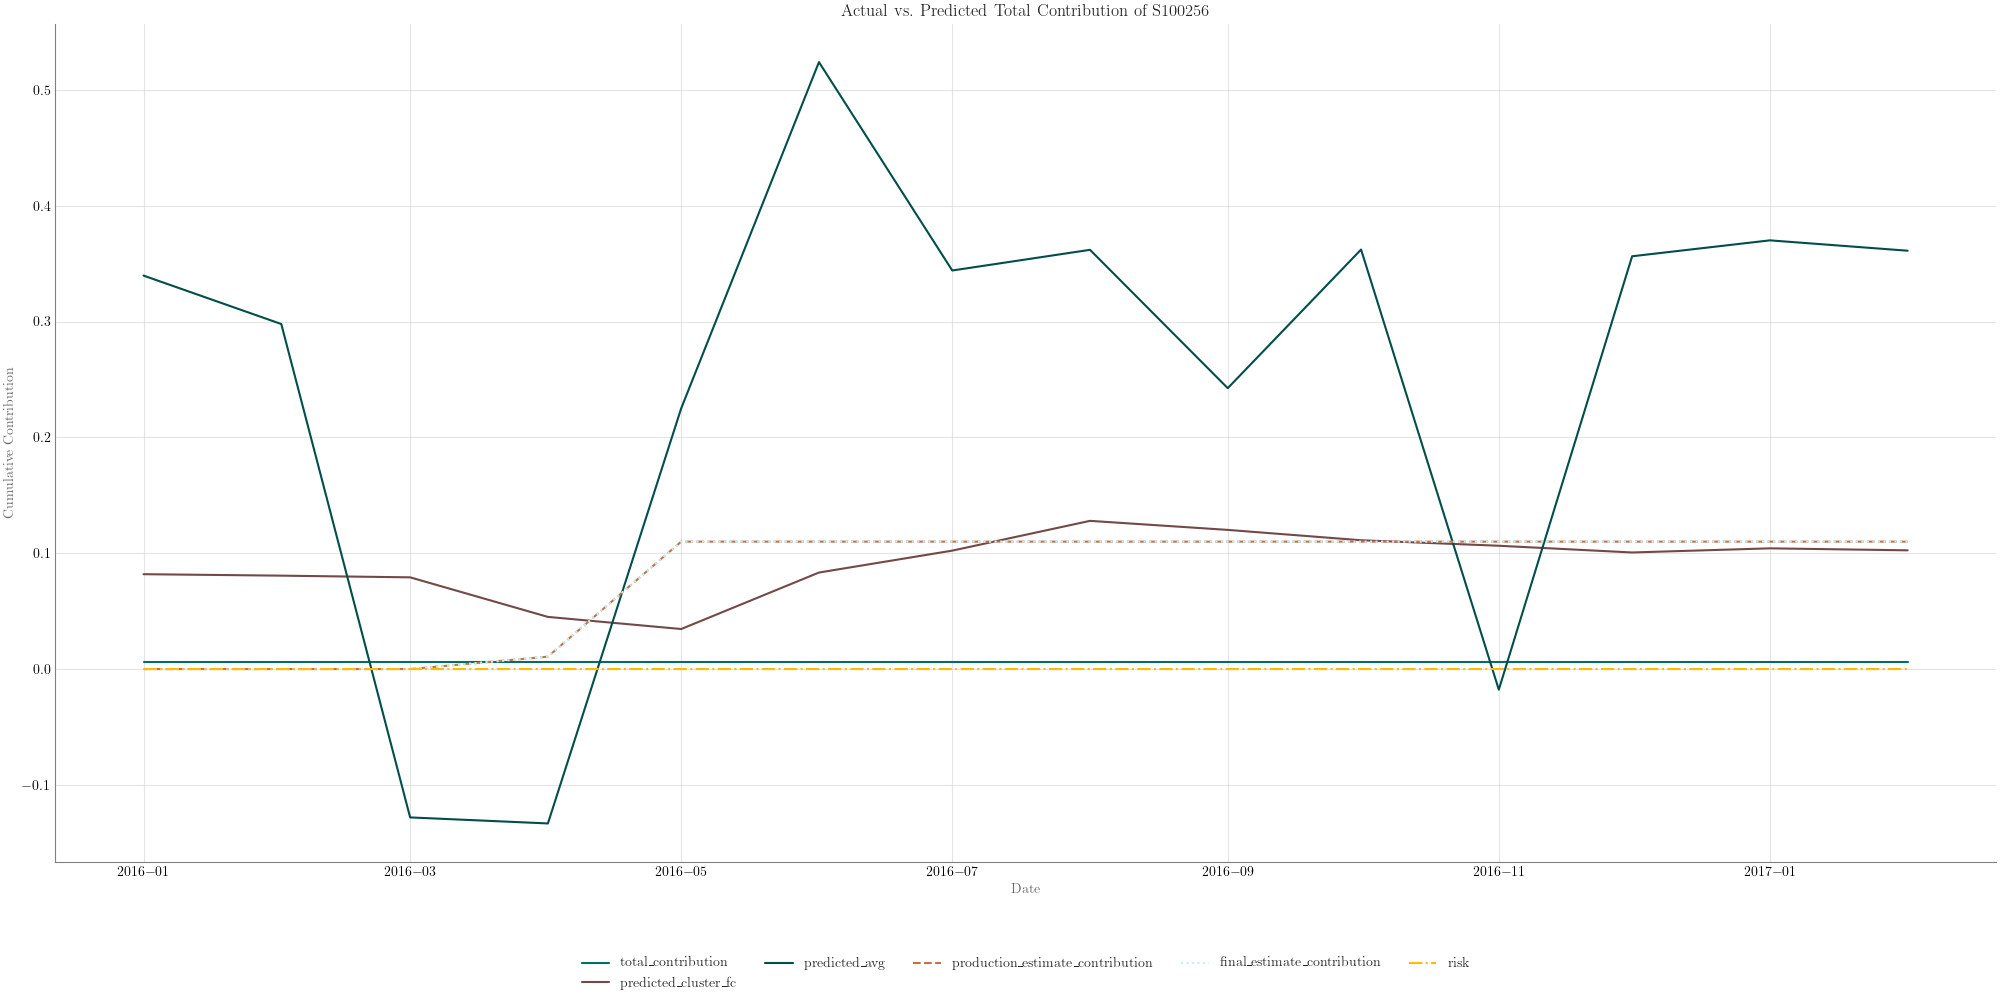 Actual vs. Predicted Total Contribution of S100256
Cumulative Contribution
0.5
0.4
0.3
0.2
0.1
0.0
−0.1
2016−01 2016−03 2016−05 2016−07 2016−09 2016−11 2017−01
Date
total_contribution predicted_avg production_estimate_contribution final_estimate_contribution risk
predicted_cluster_fc